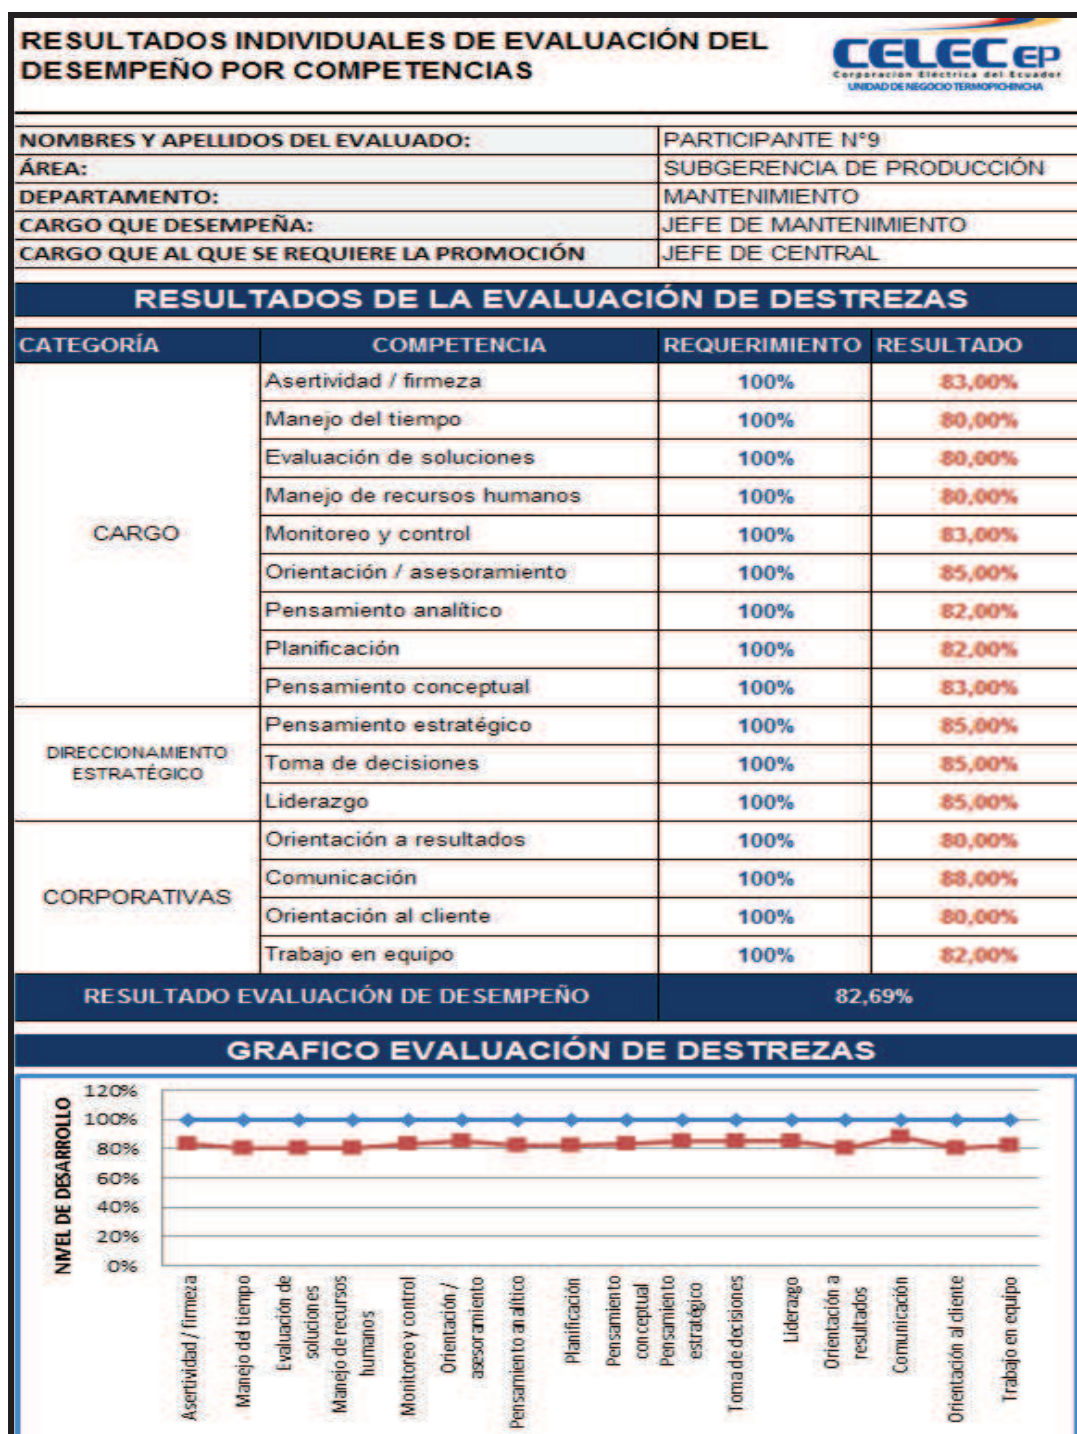 RESULTADOS INDIVIDUALES DE EVALUACIÓN DEL
DESEMPEÑO POR COMPETENCIAS
CELEC EP
Corporación Eléctrica del Ecuador
UNIDAD DE NEGOCIO TERMOPICHINCHA
NOMBRES Y APELLIDOS DEL EVALUADO: PARTICIPANTE N°9
ÁREA: SUBGERENCIA DE PRODUCCIÓN
DEPARTAMENTO: MANTENIMIENTO
CARGO QUE DESEMPEÑA: JEFE DE MANTENIMIENTO
CARGO QUE AL QUE SE REQUIERE LA PROMOCIÓN JEFE DE CENTRAL
RESULTADOS DE LA EVALUACIÓN DE DESTREZAS
CATEGORÍA COMPETENCIA REQUERIMIENTO RESULTADO
CARGO
Asertividad / firmeza 100% 83,00%
Manejo del tiempo 100% 80,00%
Evaluación de soluciones 100% 80,00%
Manejo de recursos humanos 100% 80,00%
Monitoreo y control 100% 83,00%
Orientación / asesoramiento 100% 85,00%
Pensamiento analítico 100% 82,00%
Planificación 100% 82,00%
Pensamiento conceptual 100% 83,00%
DIRECCIONAMIENTO
ESTRATÉGICO
Pensamiento estratégico 100% 85,00%
Toma de decisiones 100% 85,00%
Liderazgo 100% 85,00%
CORPORATIVAS
Orientación a resultados 100% 80,00%
Comunicación 100% 88,00%
Orientación al cliente 100% 80,00%
Trabajo en equipo 100% 82,00%
RESULTADO EVALUACIÓN DE DESEMPEÑO 82,69%
GRAFICO EVALUACIÓN DE DESTREZAS
NIVEL DE DESARROLLO
120%
100%
80%
60%
40%
20%
0%
Asertividad / firmeza
Manejo del tiempo
Evaluación de
soluciones
Manejo de recursos
humanos
Monitoreo y control
Orientación /
asesoramiento
Pensamiento analítico
Planificación
Pensamiento
conceptual
Pensamiento
estratégico
Toma de decisiones
Liderazgo
Orientación a
resultados
Comunicación
Orientación al cliente
Trabajo en equipo